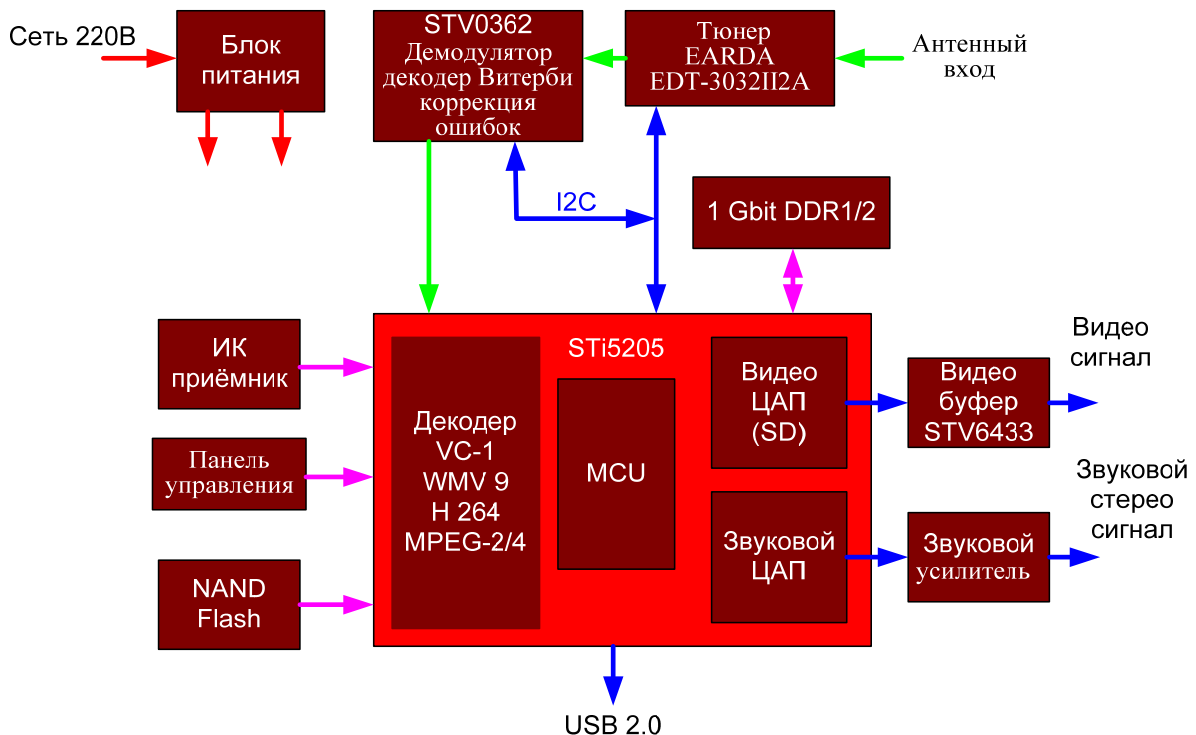 Сеть 220В
Блок
питания
STV0362
Демодулятор
декодер Витерби
коррекция
ошибок
Тюнер
EARDA
EDT-3032II2A
Антенный
вход
I2C
1 Gbit DDR1/2
ИК
приёмник
Панель
управления
NAND
Flash
STi5205
Декодер
VC-1
WMV 9
H 264
MPEG-2/4
MCU
Видео
ЦАП
(SD)
Звуковой
ЦАП
Видео
буфер
STV6433
Видео
сигнал
Звуковой
усилитель
Звуковой
стерео
сигнал
USB 2.0